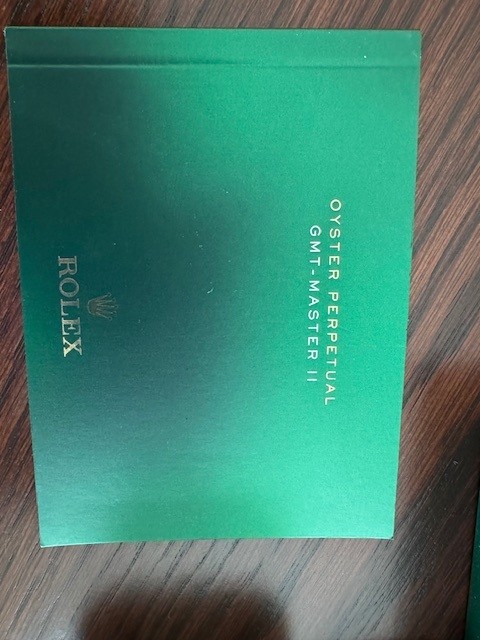 OYSTER PERPETUAL
GMT-MASTER II
ROLEX